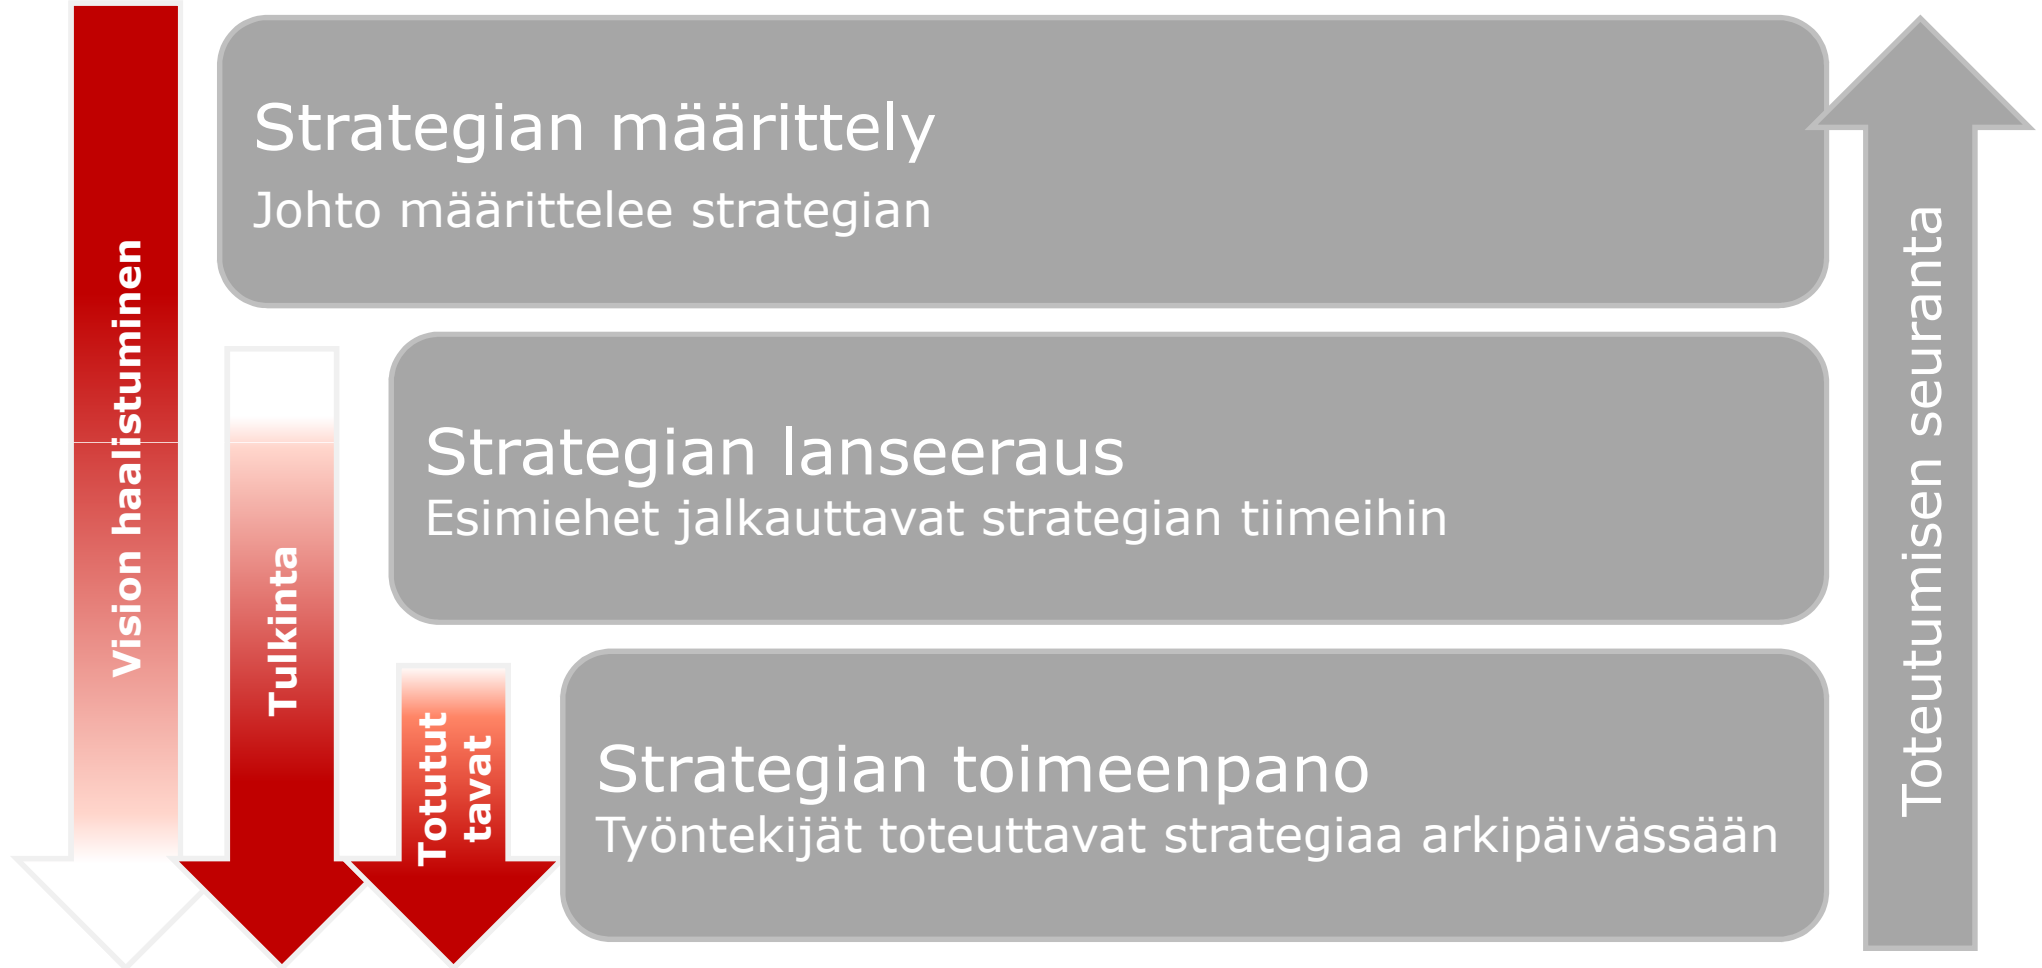 Strategian määrittely
Johto määrittelee strategian
Strategian lanseeraus
Esimiehet jalkauttavat strategian tiimeihin
Strategian toimeenpano
Työntekijät toteuttavat strategiaa arkipäivässään
Vision haalistuminen
Tulkinta
Totutut
tavat
Toteutumisen seuranta